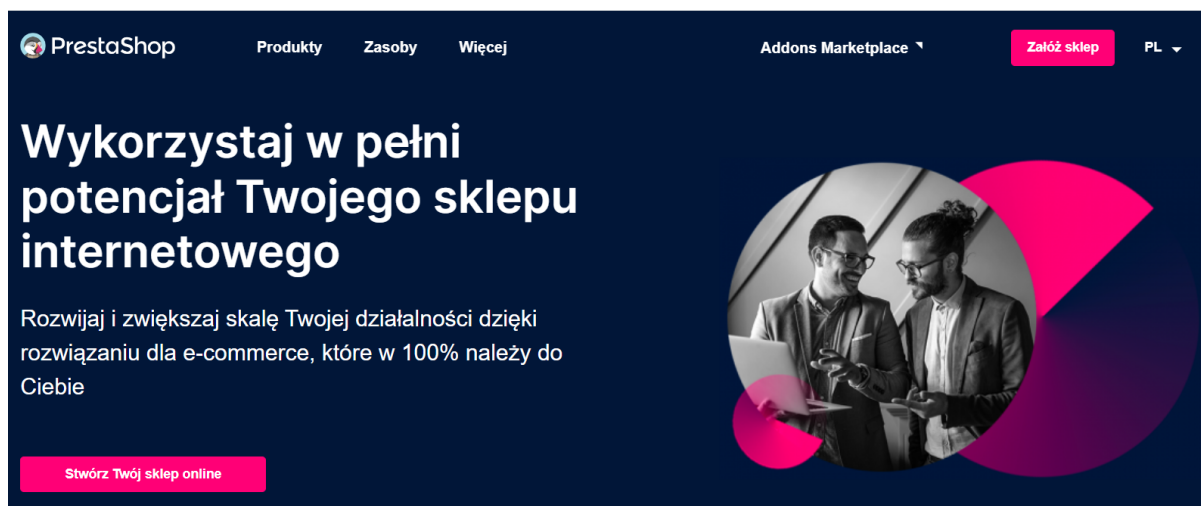 PrestaShop
Produkty
Zasoby
Więcej
Addons Marketplace
Załóż sklep
PL
Wykorzystaj w pełni
potencjał Twojego sklepu
internetowego
Rozwijaj i zwiększaj skalę Twojej działalności dzięki
rozwiązaniu dla e-commerce, które w 100% należy do
Ciebie
Stwórz Twój sklep online